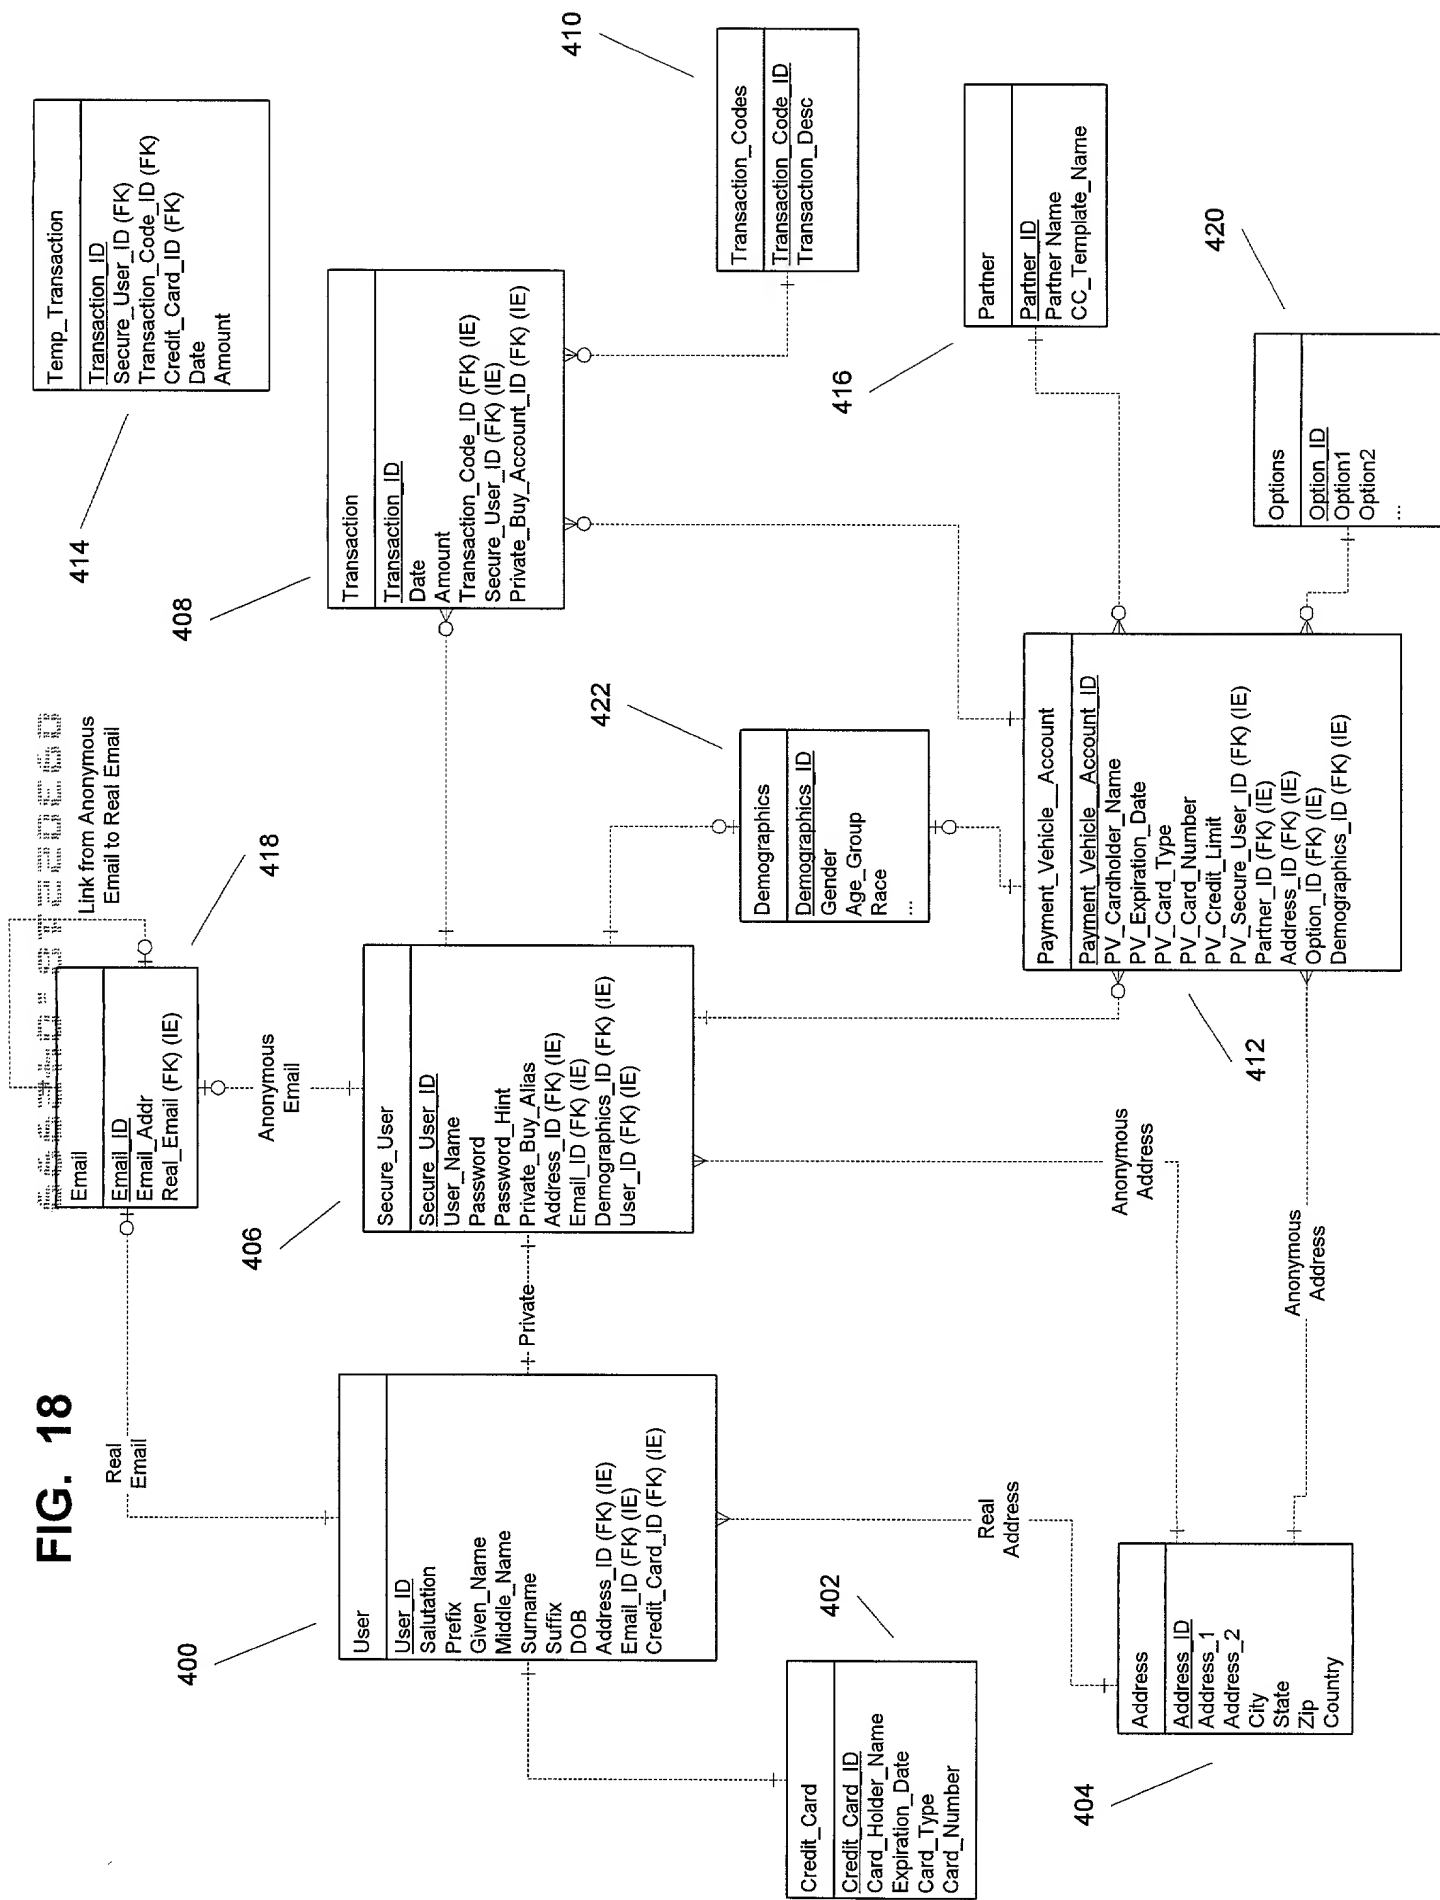 FIG. 18
Real
Email
Email
Email_ID
Email_Addr
Real_Email (FK) (IE)
Link from Anonymous
Email to Real Email
418
Anonymous
Email
Temp_Transaction
Transaction_ID
Secure_User_ID (FK)
Transaction_Code_ID (FK)
Credit_Card_ID (FK)
Date
Amount
414
400
User
User_ID
Salutation
Prefix
Given_Name
Middle_Name
Surname
Suffix
DOB
Address_ID (FK) (IE)
Email_ID (FK) (IE)
Credit_Card_ID (FK) (IE)
Private
406
Secure_User
Secure_User_ID
User_Name
Password
Password_Hint
Private_Buy_Alias
Address_ID (FK) (IE)
Email_ID (FK) (IE)
Demographics_ID (FK) (IE)
User_ID (FK) (IE)
408
Transaction
Transaction_ID
Date
Amount
Transaction_Code_ID (FK) (IE)
Secure_User_ID (FK) (IE)
Private_Buy_Account_ID (FK) (IE)
410
Transaction_Codes
Transaction_Code_ID
Transaction_Desc
422
Demographics
Demographics_ID
Gender
Age_Group
Race
...
402
Credit_Card
Credit_Card_ID
Card_Holder_Name
Expiration_Date
Card_Type
Card_Number
Real
Address
416
Partner
Partner_ID
Partner Name
CC_Template_Name
404
Address
Address_ID
Address_1
Address_2
City
State
Zip
Country
Anonymous
Address
Anonymous
Address
412
Payment_Vehicle__Account
Payment_Vehicle__Account_ID
PV_Cardholder_Name
PV_Expiration_Date
PV_Card_Type
PV_Card_Number
PV_Credit_Limit
PV_Secure_User_ID (FK) (IE)
Partner_ID (FK) (IE)
Address_ID (FK) (IE)
Option_ID (FK) (IE)
Demographics_ID (FK) (IE)
420
Options
Option_ID
Option1
Option2
...